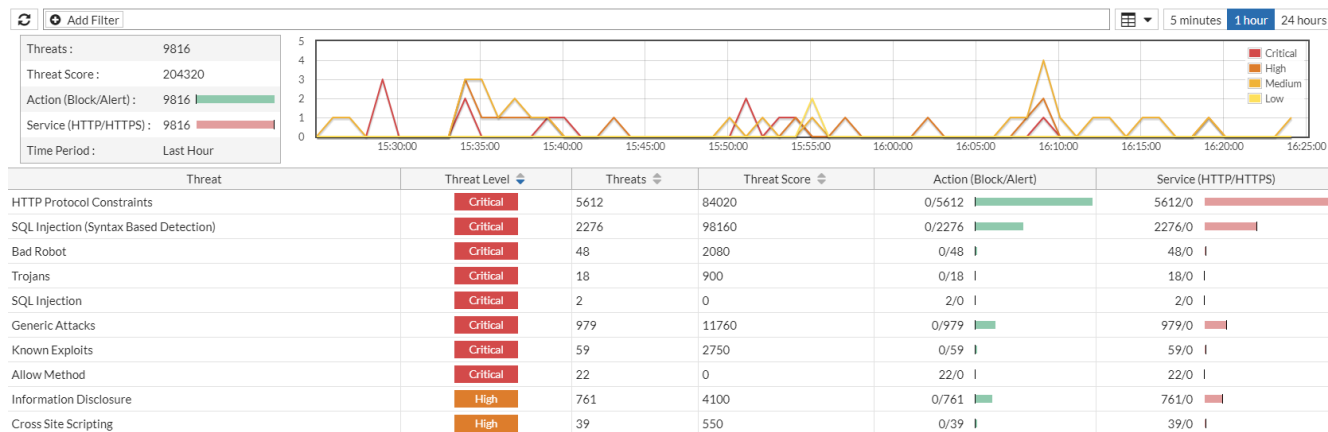 Add Filter 5 minutes 1 hour 24 hours
Threats : 9816
Threat Score : 204320
Action (Block/Alert) : 9816
Service (HTTP/HTTPS) : 9816
Time Period : Last Hour
5
4
3
2
1
0
Critical
High
Medium
Low
15:30:00 15:35:00 15:40:00 15:45:00 15:50:00 15:55:00 16:00:00 16:05:00 16:10:00 16:15:00 16:20:00 16:25:00
Threat Threat Level Threats Threat Score Action (Block/Alert) Service (HTTP/HTTPS)
HTTP Protocol Constraints Critical 5612 84020 0/5612 5612/0
SQL Injection (Syntax Based Detection) Critical 2276 98160 0/2276 2276/0
Bad Robot Critical 48 2080 0/48 48/0
Trojans Critical 18 900 0/18 18/0
SQL Injection Critical 2 0 2/0 2/0
Generic Attacks Critical 979 11760 0/979 979/0
Known Exploits Critical 59 2750 0/59 59/0
Allow Method Critical 22 0 22/0 22/0
Information Disclosure High 761 4100 0/761 761/0
Cross Site Scripting High 39 550 0/39 39/0